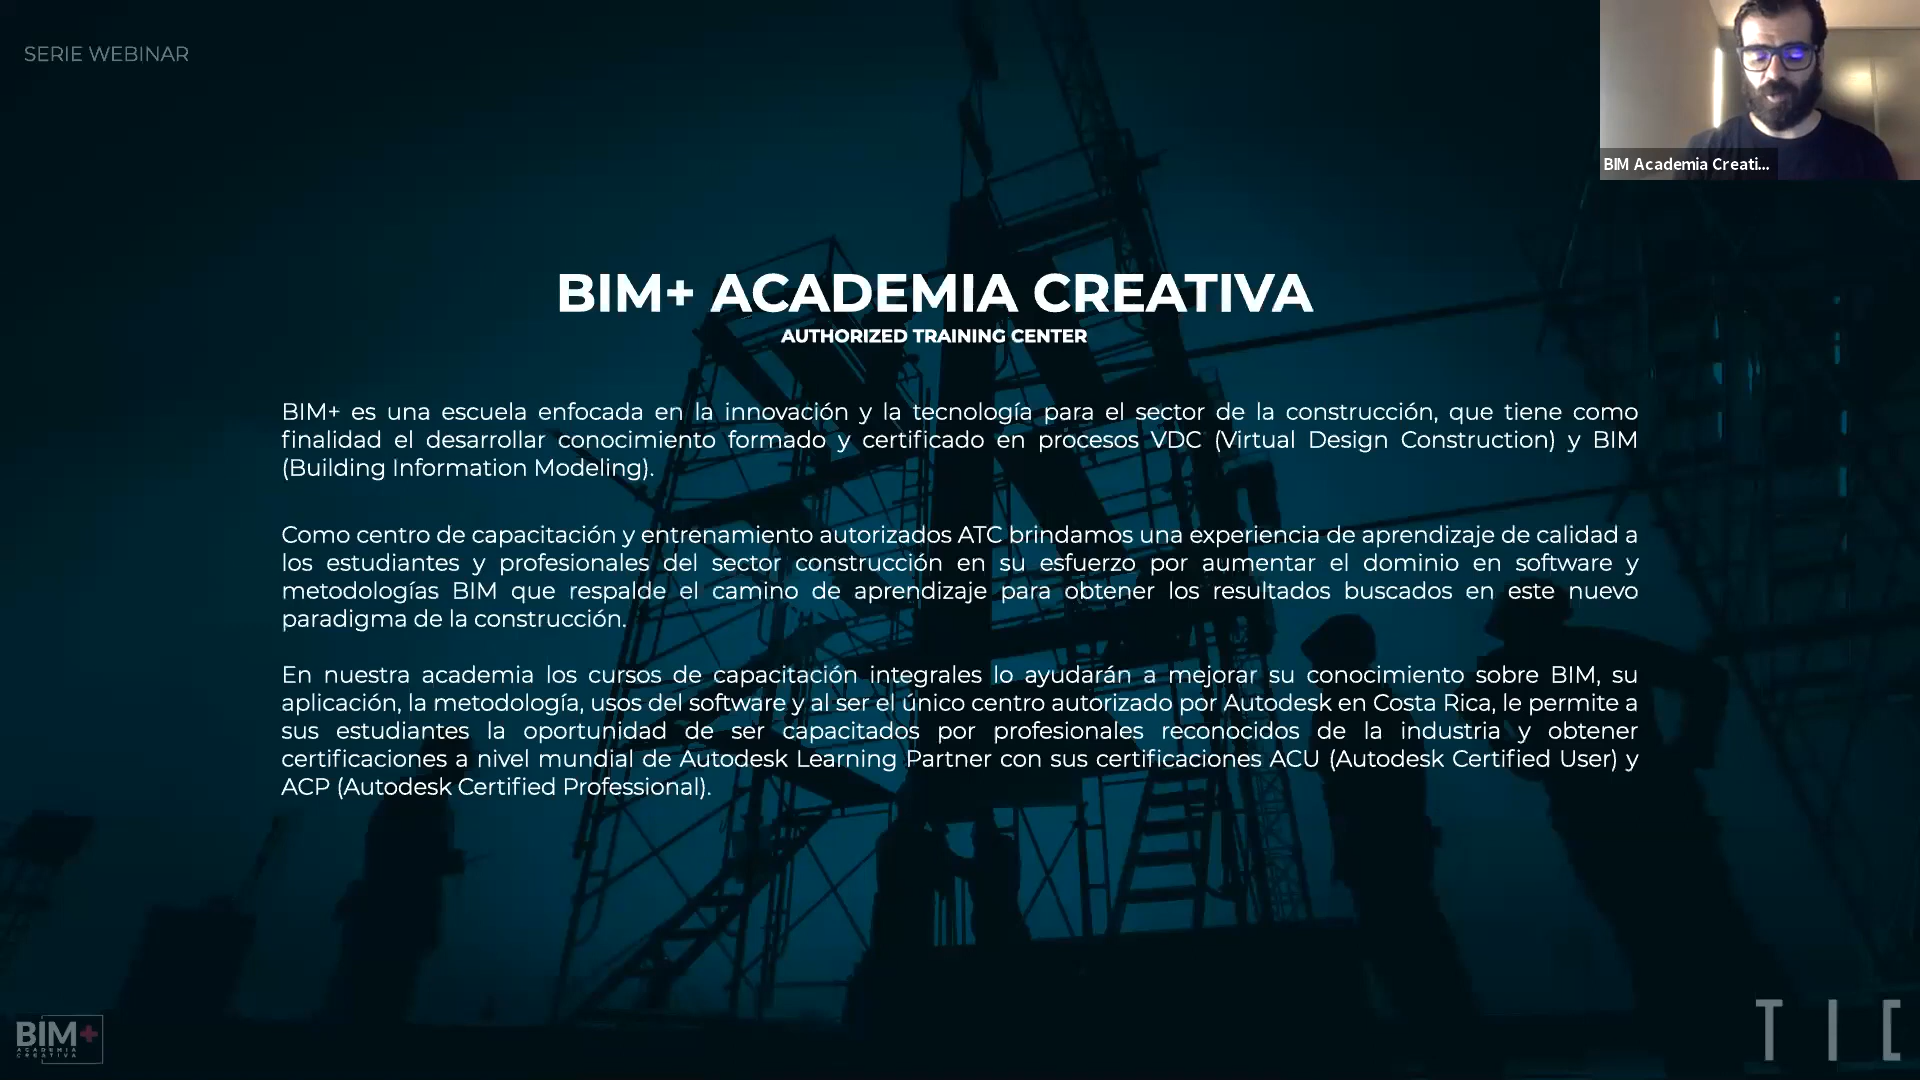 SERIE WEBINAR
BIM Academia Creati...
BIM+ ACADEMIA CREATIVA
AUTHORIZED TRAINING CENTER
BIM+ es una escuela enfocada en la innovación y la tecnología para el sector de la construcción, que tiene como
finalidad el desarrollar conocimiento formado y certificado en procesos VDC (Virtual Design Construction) y BIM
(Building Information Modeling).
Como centro de capacitación y entrenamiento autorizados ATC brindamos una experiencia de aprendizaje de calidad a
los estudiantes y profesionales del sector construcción en su esfuerzo por aumentar el dominio en software y
metodologías BIM que respalde el camino de aprendizaje para obtener los resultados buscados en este nuevo
paradigma de la construcción.
En nuestra academia los cursos de capacitación integrales lo ayudarán a mejorar su conocimiento sobre BIM, su
aplicación, la metodología, usos del software y al ser el único centro autorizado por Autodesk en Costa Rica, le permite a
sus estudiantes la oportunidad de ser capacitados por profesionales reconocidos de la industria y obtener
certificaciones a nivel mundial de Autodesk Learning Partner con sus certificaciones ACU (Autodesk Certified User) y
ACP (Autodesk Certified Professional).
BIM+
ACADEMIA
CREATIVA
TIC